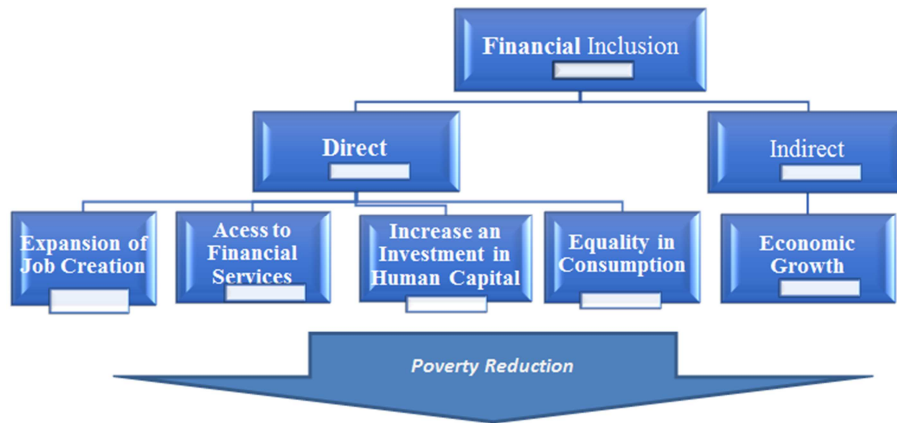 Financial Inclusion
Direct
Indirect
Expansion of
Job Creation
Acess to
Financial
Services
Increase an
Investment in
Human Capital
Equality in
Consumption
Economic
Growth
Poverty Reduction